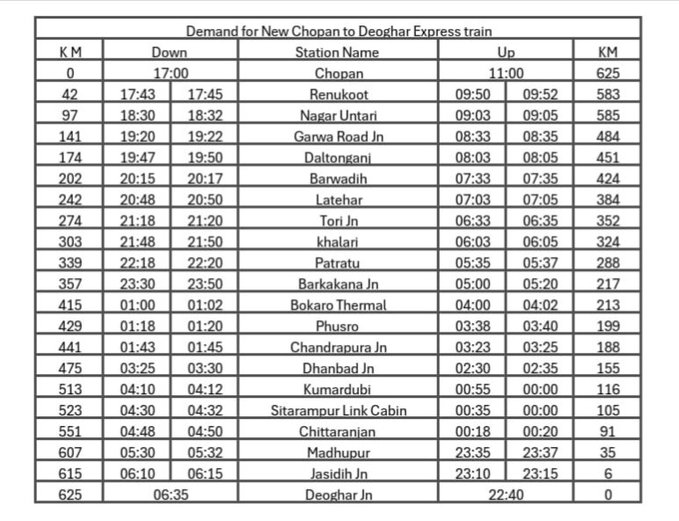 Demand for New Chopan to Deoghar Express train
K M Down Station Name Up KM
0 17:00 Chopan 11:00 625
42 17:43 17:45 Renukoot 09:50 09:52 583
97 18:30 18:32 Nagar Untari 09:03 09:05 585
141 19:20 19:22 Garwa Road Jn 08:33 08:35 484
174 19:47 19:50 Daltonganj 08:03 08:05 451
202 20:15 20:17 Barwadih 07:33 07:35 424
242 20:48 20:50 Latehar 07:03 07:05 384
274 21:18 21:20 Tori Jn 06:33 06:35 352
303 21:48 21:50 khalari 06:03 06:05 324
339 22:18 22:20 Patratu 05:35 05:37 288
357 23:30 23:50 Barkakana Jn 05:00 05:20 217
415 01:00 01:02 Bokaro Thermal 04:00 04:02 213
429 01:18 01:20 Phusro 03:38 03:40 199
441 01:43 01:45 Chandrapura Jn 03:23 03:25 188
475 03:25 03:30 Dhanbad Jn 02:30 02:35 155
513 04:10 04:12 Kumardubi 00:55 00:00 116
523 04:30 04:32 Sitarampur Link Cabin 00:35 00:00 105
551 04:48 04:50 Chittaranjan 00:18 00:20 91
607 05:30 05:32 Madhupur 23:35 23:37 35
615 06:10 06:15 Jasidih Jn 23:10 23:15 6
625 06:35 Deoghar Jn 22:40 0